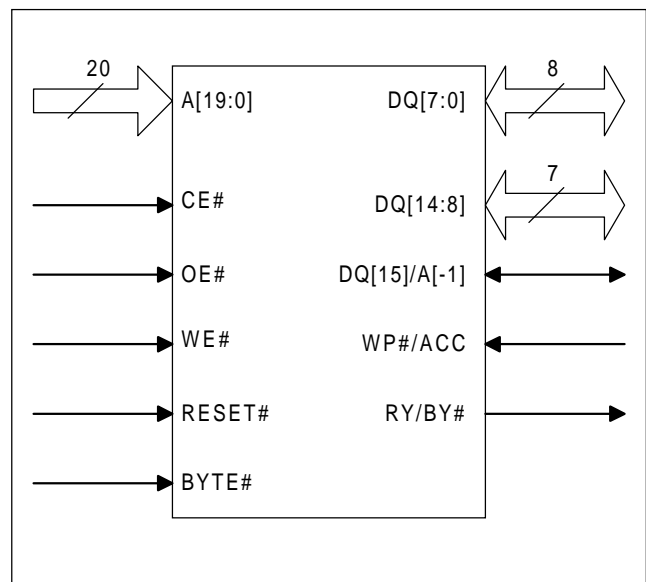 20
A[19:0]
CE#
OE#
WE#
RESET#
BYTE#
8
DQ[7:0]
7
DQ[14:8]
DQ[15]/A[-1]
WP#/ACC
RY/BY#